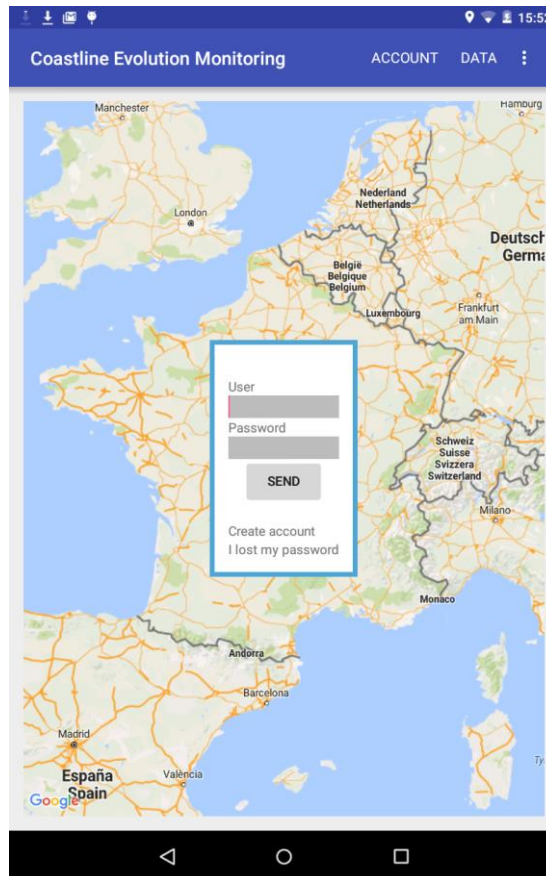 15:52
Coastline Evolution Monitoring
ACCOUNT
DATA
Manchester
Hamburg
Nederland
Netherlands
London
Deutsch
Germa
België
Belgique
Belgium
Luxembourg
Frankfurt
am Main
User
Password
SEND
Create account
I lost my password
Schweiz
Suisse
Svizzera
Switzerland
Milano
Monaco
Andorra
Barcelona
Madrid
España
Spain
València
Google
Ty